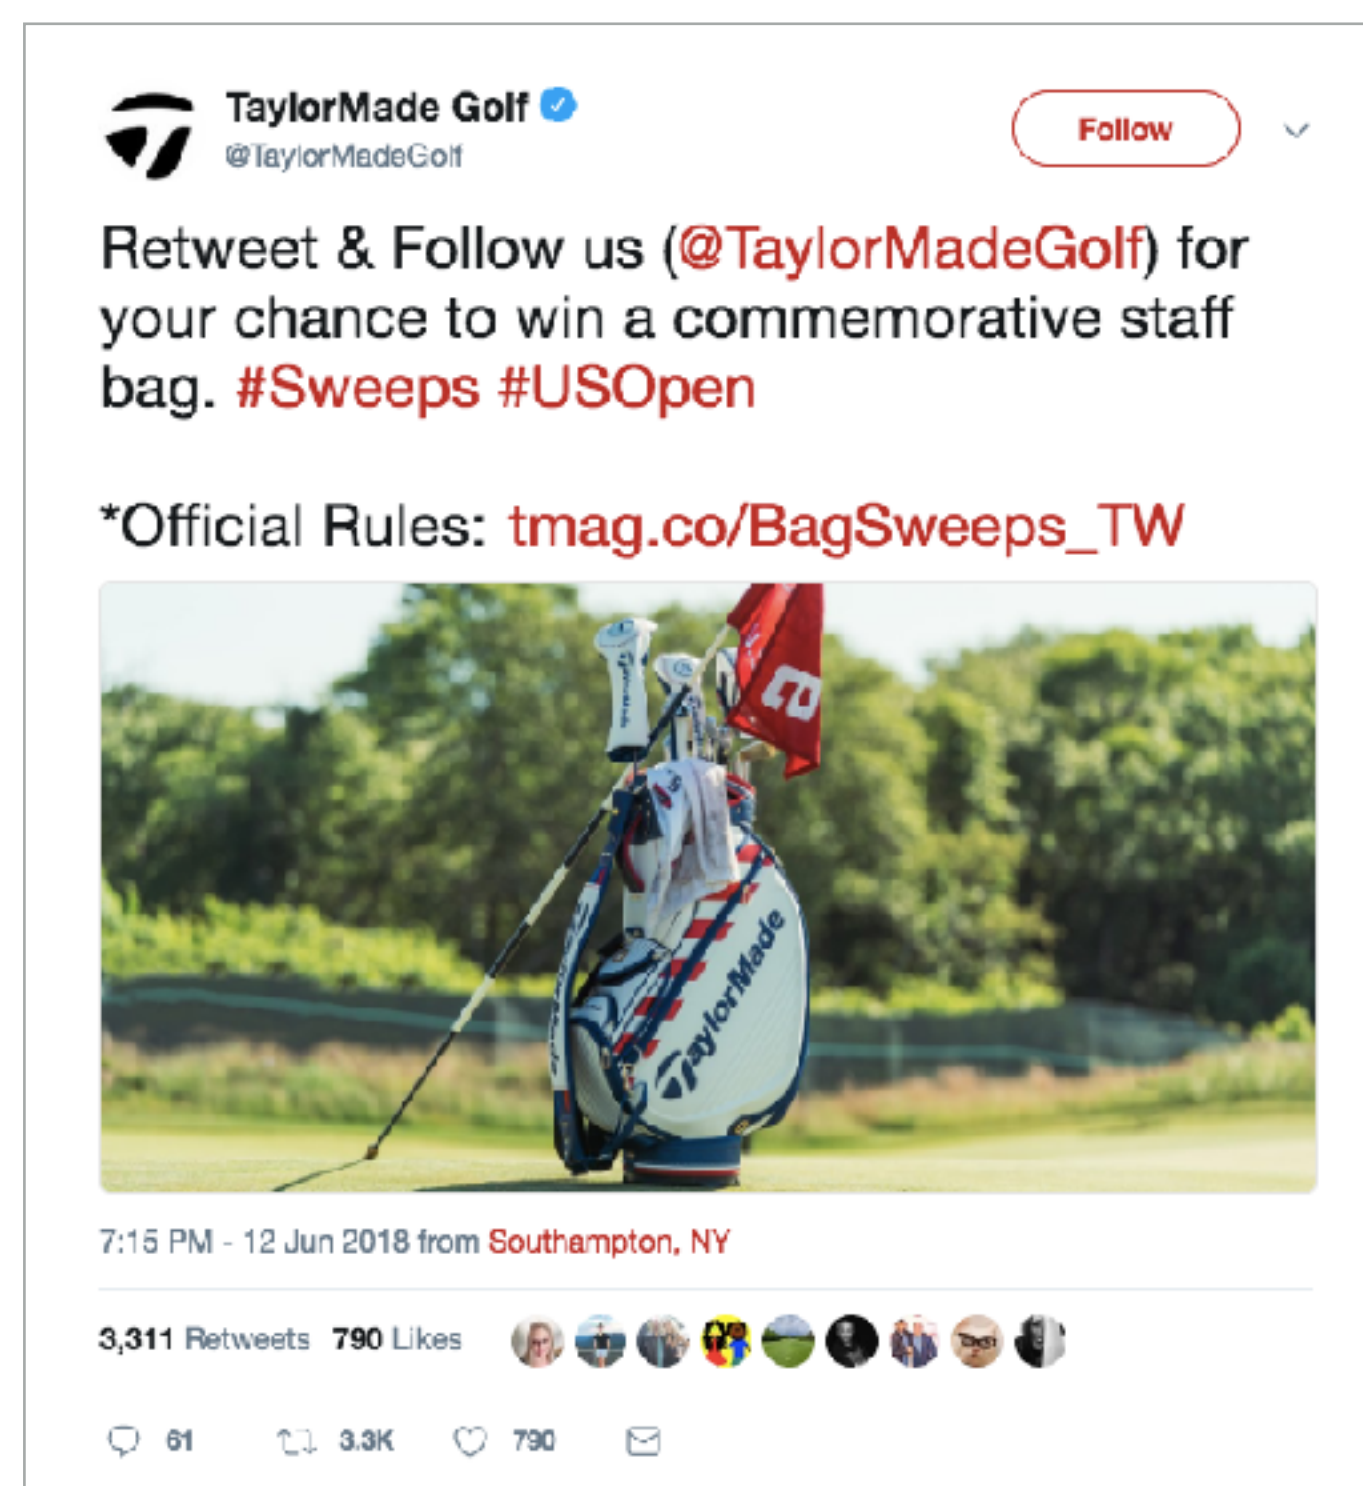 TaylorMade Golf
@TaylorMadeGolf
Follow
Retweet & Follow us (@TaylorMadeGolf) for
your chance to win a commemorative staff
bag. #Sweeps #USOpen
*Official Rules: tmag.co/BagSweeps_TW
TaylorMade
TaylorMade
7:15 PM - 12 Jun 2018 from Southampton, NY
3,311 Retweets 790 Likes
61 3.3K 790